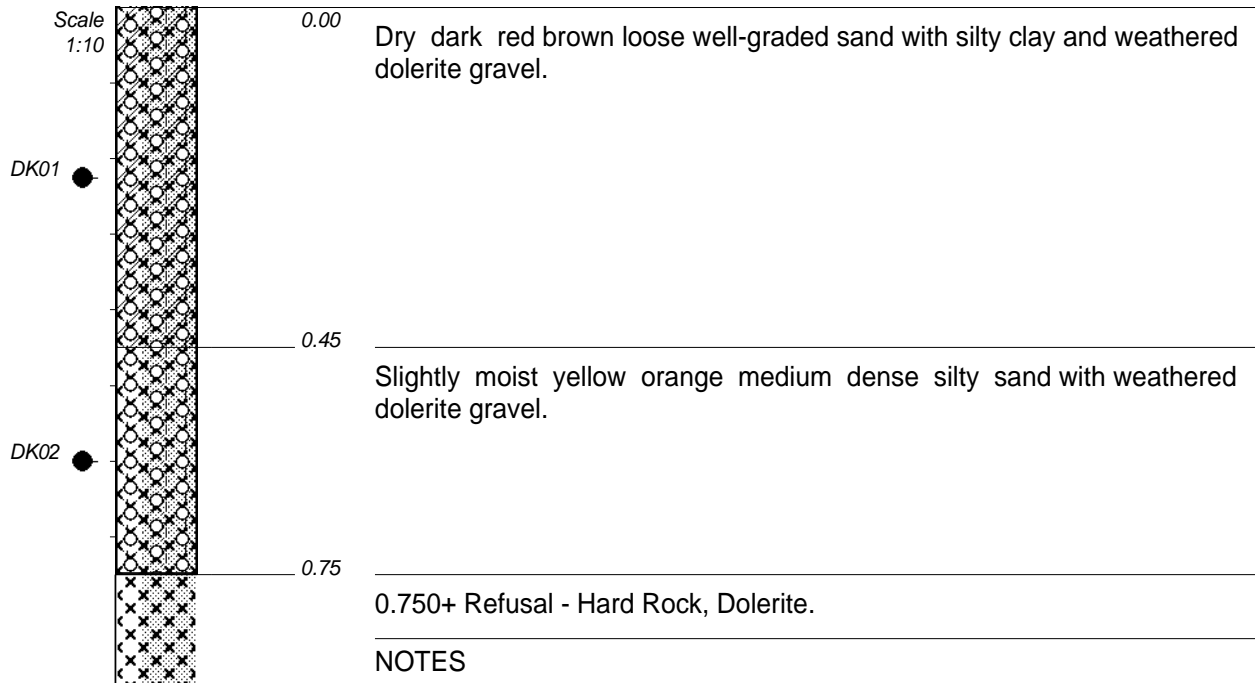 Scale
1:10
0.00
Dry dark red brown loose well-graded sand with silty clay and weathered
dolerite gravel.
DK01
0.45
Slightly moist yellow orange medium dense silty sand with weathered
dolerite gravel.
DK02
0.75
0.750+ Refusal - Hard Rock, Dolerite.
NOTES